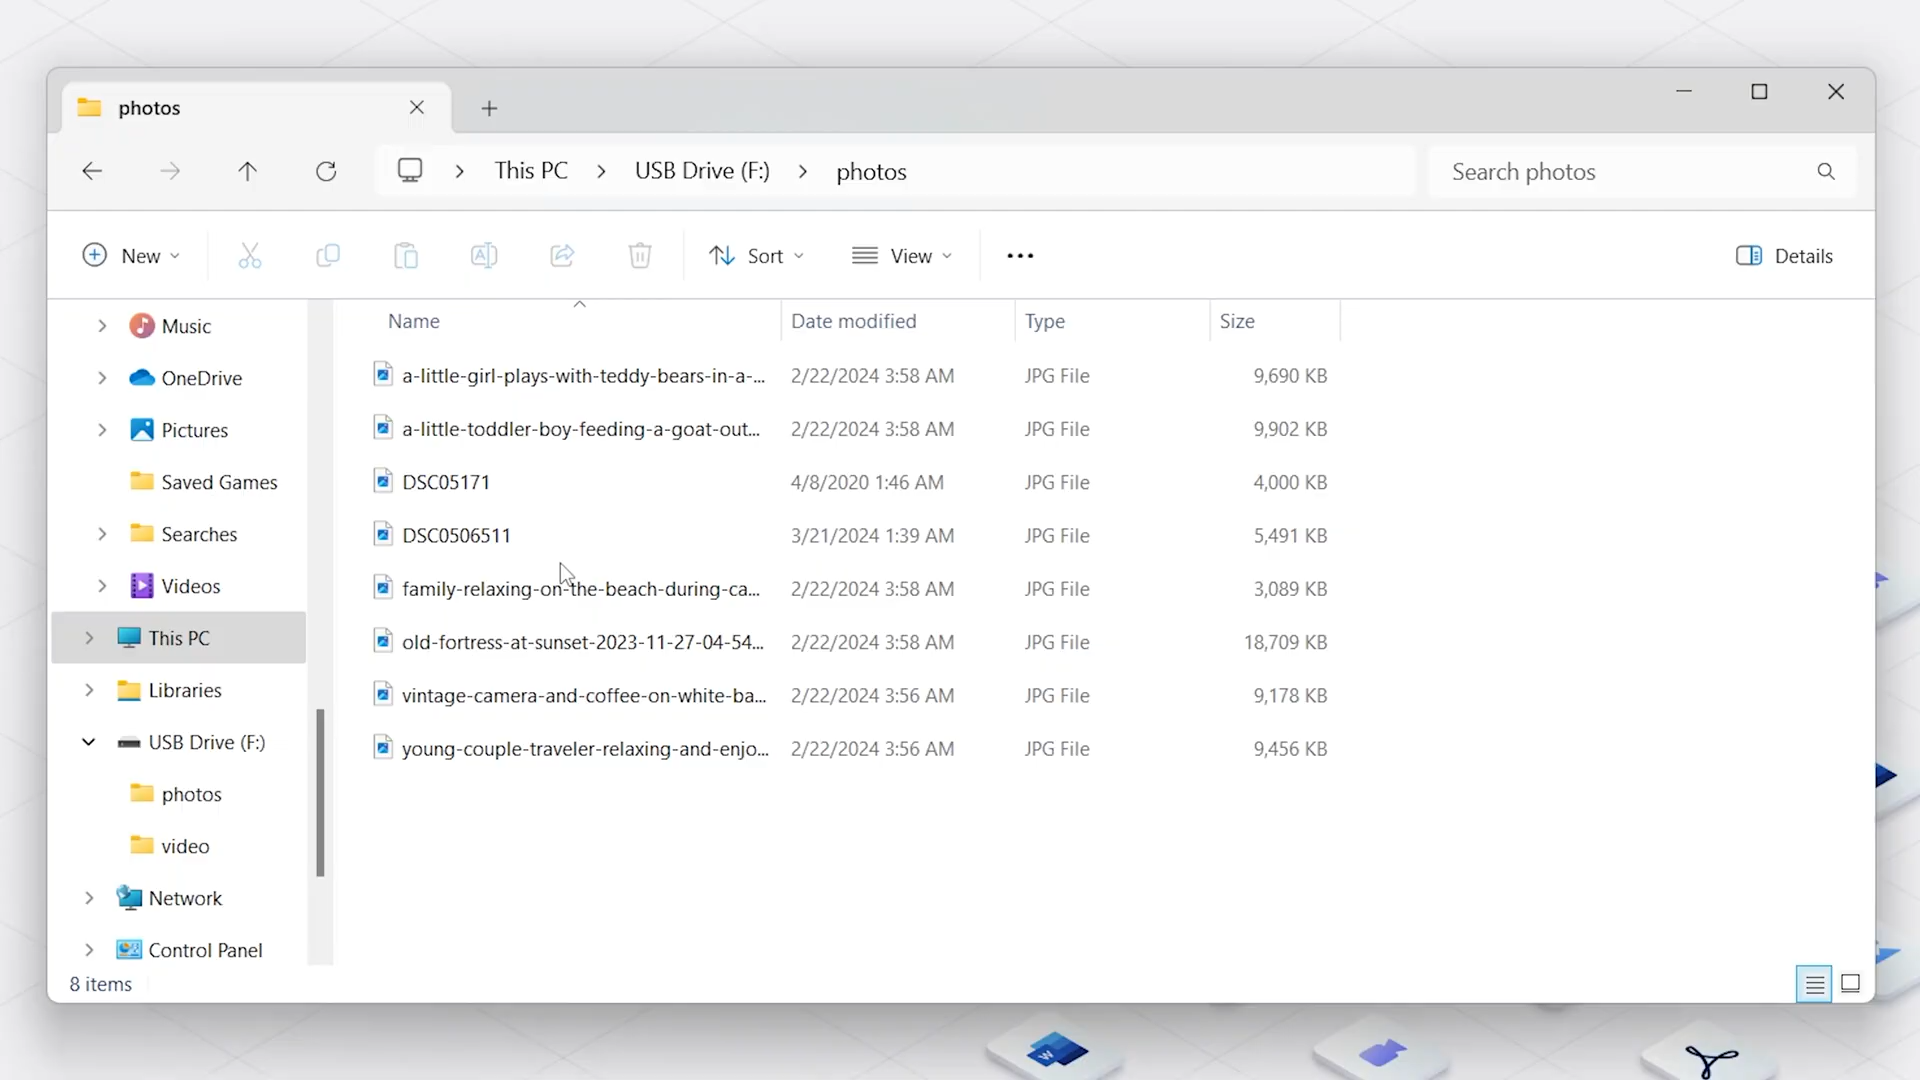 photos
This PC
USB Drive (F:)
photos
Search photos
New
Sort
View
Details
Music
OneDrive
Pictures
Saved Games
Searches
Videos
This PC
Libraries
USB Drive (F:)
photos
video
Network
Control Panel
Name Date modified Type Size
a-little-girl-plays-with-teddy-bears-in-a-... 2/22/2024 3:58 AM JPG File 9,690 KB
a-little-toddler-boy-feeding-a-goat-out... 2/22/2024 3:58 AM JPG File 9,902 KB
DSC05171 4/8/2020 1:46 AM JPG File 4,000 KB
DSC0506511 3/21/2024 1:39 AM JPG File 5,491 KB
family-relaxing-on-the-beach-during-ca... 2/22/2024 3:58 AM JPG File 3,089 KB
old-fortress-at-sunset-2023-11-27-04-54... 2/22/2024 3:58 AM JPG File 18,709 KB
vintage-camera-and-coffee-on-white-ba... 2/22/2024 3:56 AM JPG File 9,178 KB
young-couple-traveler-relaxing-and-enjo... 2/22/2024 3:56 AM JPG File 9,456 KB
8 items
W